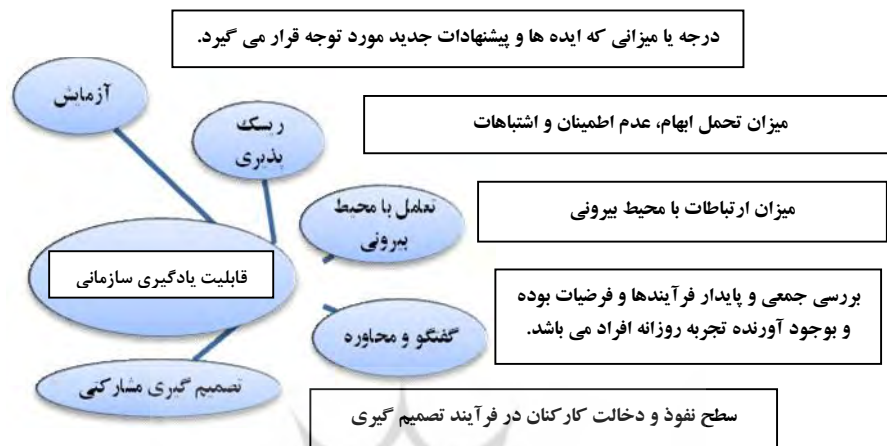 درجه یا میزانی که ایده ها و پیشنهادات جدید مورد توجه قرار می گیرد.
آزمایش
ریسک
پذیری
میزان تحمل ابهام، عدم اطمینان و اشتباهات
تعامل با محیط
بیرونی
میزان ارتباطات با محیط بیرونی
قابلیت یادگیری سازمانی
بررسی جمعی و پایدار فرآیندها و فرضیات بوده
و بوجود آورنده تجربه روزانه افراد می باشد.
گفتگو و محاوره
تصمیم گیری مشارکتی
سطح نفوذ و دخالت کارکنان در فرآیند تصمیم گیری